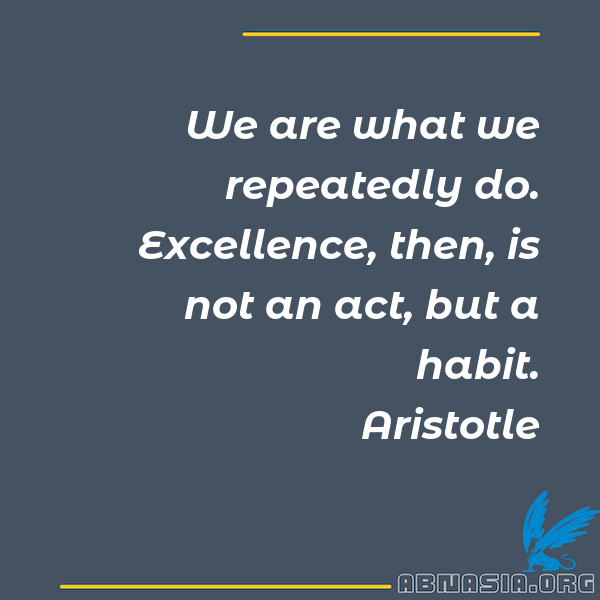 We are what we
repeatedly do.
Excellence, then, is
not an act, but a
habit.
Aristotle
ABNASIA.ORG